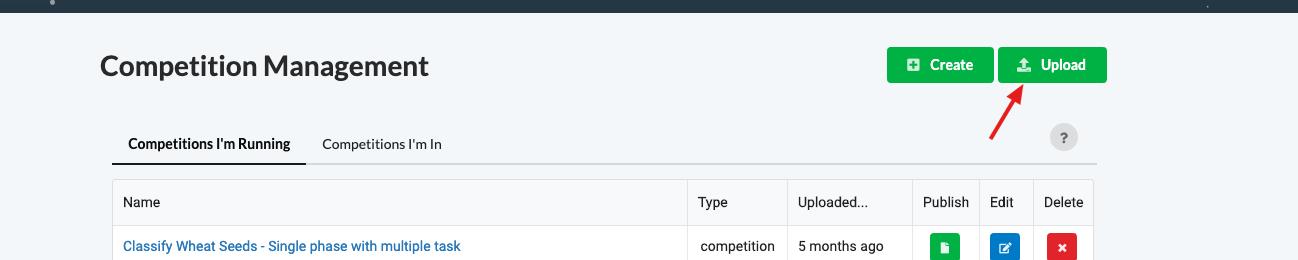 Competition Management
Create
Upload
Competitions I'm Running
Competitions I'm In
?
Name
Type
Uploaded...
Publish
Edit
Delete
Classify Wheat Seeds - Single phase with multiple task
competition
5 months ago